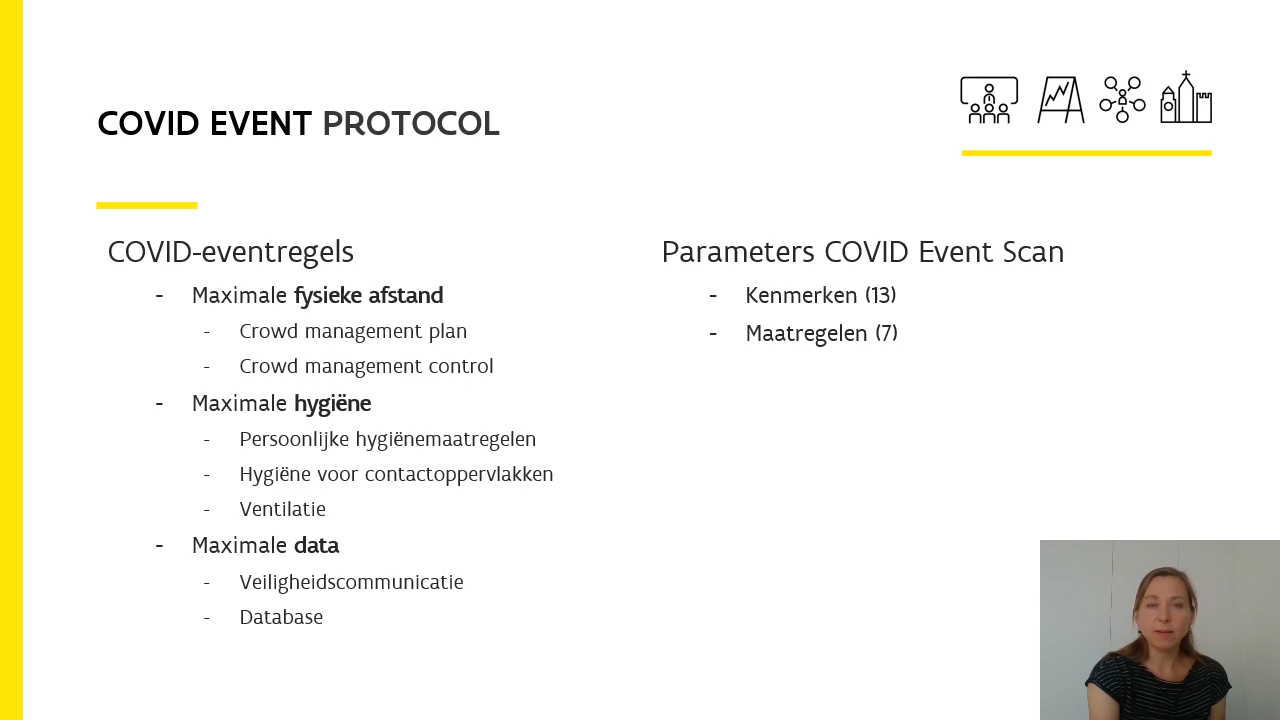 COVID EVENT PROTOCOL
COVID-eventregels
- Maximale fysieke afstand
- Crowd management plan
- Crowd management control
- Maximale hygiëne
- Persoonlijke hygiënemaatregelen
- Hygiëne voor contactoppervlakken
- Ventilatie
- Maximale data
- Veiligheidscommunicatie
- Database
Parameters COVID Event Scan
- Kenmerken (13)
- Maatregelen (7)